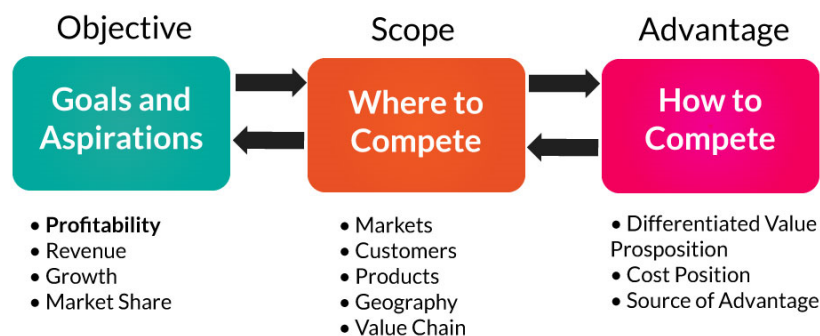 Objective
Goals and
Aspirations
• Profitability
• Revenue
• Growth
• Market Share
Scope
Where to
Compete
• Markets
• Customers
• Products
• Geography
• Value Chain
Advantage
How to
Compete
• Differentiated Value
Prosposition
• Cost Position
• Source of Advantage